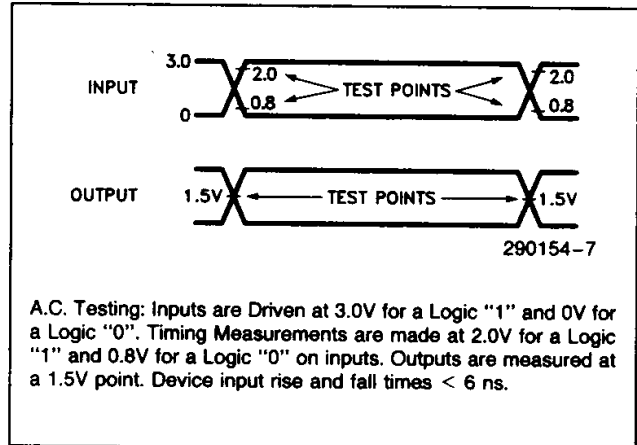 3.0
INPUT
2.0
TEST POINTS
2.0
0.8
0.8
0
OUTPUT
1.5V
TEST POINTS
1.5V
290154-7
A.C. Testing: Inputs are Driven at 3.0V for a Logic "1" and 0V for
a Logic "0". Timing Measurements are made at 2.0V for a Logic
"1" and 0.8V for a Logic "0" on inputs. Outputs are measured at
a 1.5V point. Device input rise and fall times < 6 ns.